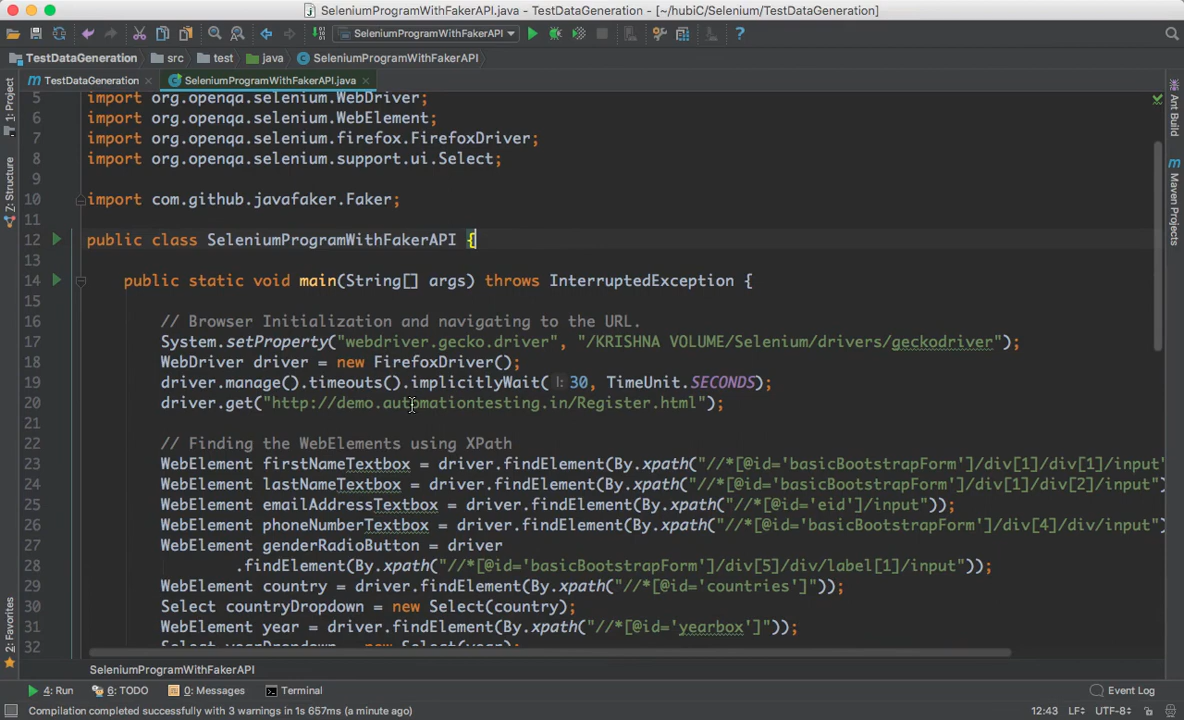 SeleniumProgramWithFakerAPI.java - TestDataGeneration - [~/hubiC/Selenium/TestDataGeneration]
SeleniumProgramWithFakerAPI
TestDataGeneration src test java SeleniumProgramWithFakerAPI
TestDataGeneration SeleniumProgramWithFakerAPI.java
1: Project
7: Structure
2: Favorites
Ant Build
Maven Projects
5 import org.openqa.selenium.WebDriver;
6 import org.openqa.selenium.WebElement;
7 import org.openqa.selenium.firefox.FirefoxDriver;
8 import org.openqa.selenium.support.ui.Select;
9
10 import com.github.javafaker.Faker;
11
12 public class SeleniumProgramWithFakerAPI {
13
14 public static void main(String[] args) throws InterruptedException {
15
16 // Browser Initialization and navigating to the URL.
17 System.setProperty("webdriver.gecko.driver", "/KRISHNA VOLUME/Selenium/drivers/geckodriver");
18 WebDriver driver = new FirefoxDriver();
19 driver.manage().timeouts().implicitlyWait( l: 30, TimeUnit.SECONDS);
20 driver.get("http://demo.automationtesting.in/Register.html");
21
22 // Finding the WebElements using XPath
23 WebElement firstNameTextbox = driver.findElement(By.xpath("//*[@id='basicBootstrapForm']/div[1]/div[1]/input"
24 WebElement lastNameTextbox = driver.findElement(By.xpath("//*[@id='basicBootstrapForm']/div[1]/div[2]/input")
25 WebElement emailAddressTextbox = driver.findElement(By.xpath("//*[@id='eid']/input"));
26 WebElement phoneNumberTextbox = driver.findElement(By.xpath("//*[@id='basicBootstrapForm']/div[4]/div/input")
27 WebElement genderRadioButton = driver
28 .findElement(By.xpath("//*[@id='basicBootstrapForm']/div[5]/div/label[1]/input"));
29 WebElement country = driver.findElement(By.xpath("//*[@id='countries']"));
30 Select countryDropdown = new Select(country);
31 WebElement year = driver.findElement(By.xpath("//*[@id='yearbox']"));
32 Select yearDropdown = new Select(year);
SeleniumProgramWithFakerAPI
4: Run 6: TODO 0: Messages Terminal Event Log
Compilation completed successfully with 3 warnings in 1s 657ms (a minute ago) 12:43 LF÷ UTF-8÷